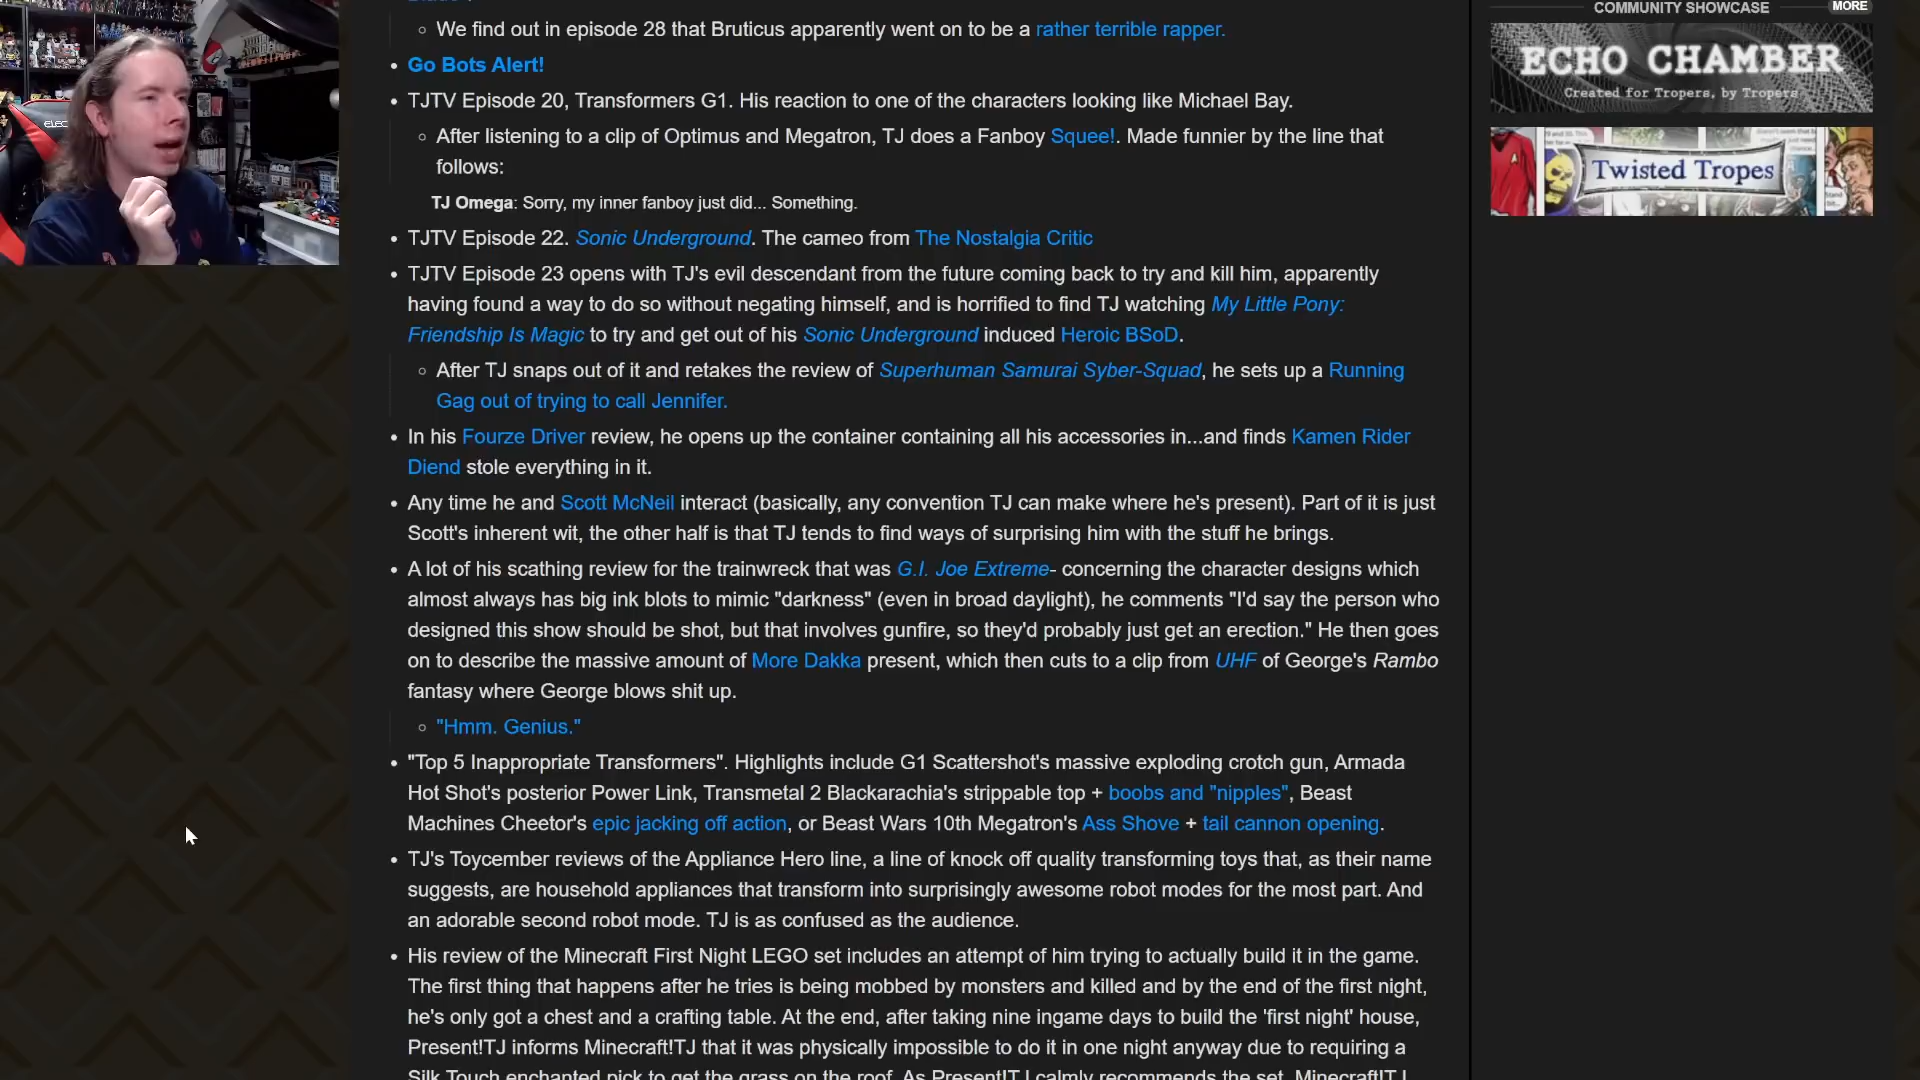 We find out in episode 28 that Bruticus apparently went on to be a rather terrible rapper.
Go Bots Alert!
TJTV Episode 20, Transformers G1. His reaction to one of the characters looking like Michael Bay.
After listening to a clip of Optimus and Megatron, TJ does a Fanboy Squee!. Made funnier by the line that
follows:
TJ Omega: Sorry, my inner fanboy just did... Something.
TJTV Episode 22. Sonic Underground. The cameo from The Nostalgia Critic
TJTV Episode 23 opens with TJ's evil descendant from the future coming back to try and kill him, apparently
having found a way to do so without negating himself, and is horrified to find TJ watching My Little Pony:
Friendship Is Magic to try and get out of his Sonic Underground induced Heroic BSoD.
After TJ snaps out of it and retakes the review of Superhuman Samurai Syber-Squad, he sets up a Running
Gag out of trying to call Jennifer.
In his Fourze Driver review, he opens up the container containing all his accessories in...and finds Kamen Rider
Diend stole everything in it.
Any time he and Scott McNeil interact (basically, any convention TJ can make where he's present). Part of it is just
Scott's inherent wit, the other half is that TJ tends to find ways of surprising him with the stuff he brings.
A lot of his scathing review for the trainwreck that was G.I. Joe Extreme- concerning the character designs which
almost always has big ink blots to mimic "darkness" (even in broad daylight), he comments "I'd say the person who
designed this show should be shot, but that involves gunfire, so they'd probably just get an erection." He then goes
on to describe the massive amount of More Dakka present, which then cuts to a clip from UHF of George's Rambo
fantasy where George blows shit up.
"Hmm. Genius."
"Top 5 Inappropriate Transformers". Highlights include G1 Scattershot's massive exploding crotch gun, Armada
Hot Shot's posterior Power Link, Transmetal 2 Blackarachia's strippable top + boobs and "nipples", Beast
Machines Cheetor's epic jacking off action, or Beast Wars 10th Megatron's Ass Shove + tail cannon opening.
TJ's Toycember reviews of the Appliance Hero line, a line of knock off quality transforming toys that, as their name
suggests, are household appliances that transform into surprisingly awesome robot modes for the most part. And
an adorable second robot mode. TJ is as confused as the audience.
His review of the Minecraft First Night LEGO set includes an attempt of him trying to actually build it in the game.
The first thing that happens after he tries is being mobbed by monsters and killed and by the end of the first night,
he's only got a chest and a crafting table. At the end, after taking nine ingame days to build the 'first night' house,
Present!TJ informs Minecraft!TJ that it was physically impossible to do it in one night anyway due to requiring a
Silk Touch enchanted pick to get the grass on the roof. As Present!TJ calmly recommends the set, Minecraft!TJ
COMMUNITY SHOWCASE MORE
ECHO CHAMBER
Created for Tropers, by Tropers
Twisted Tropes